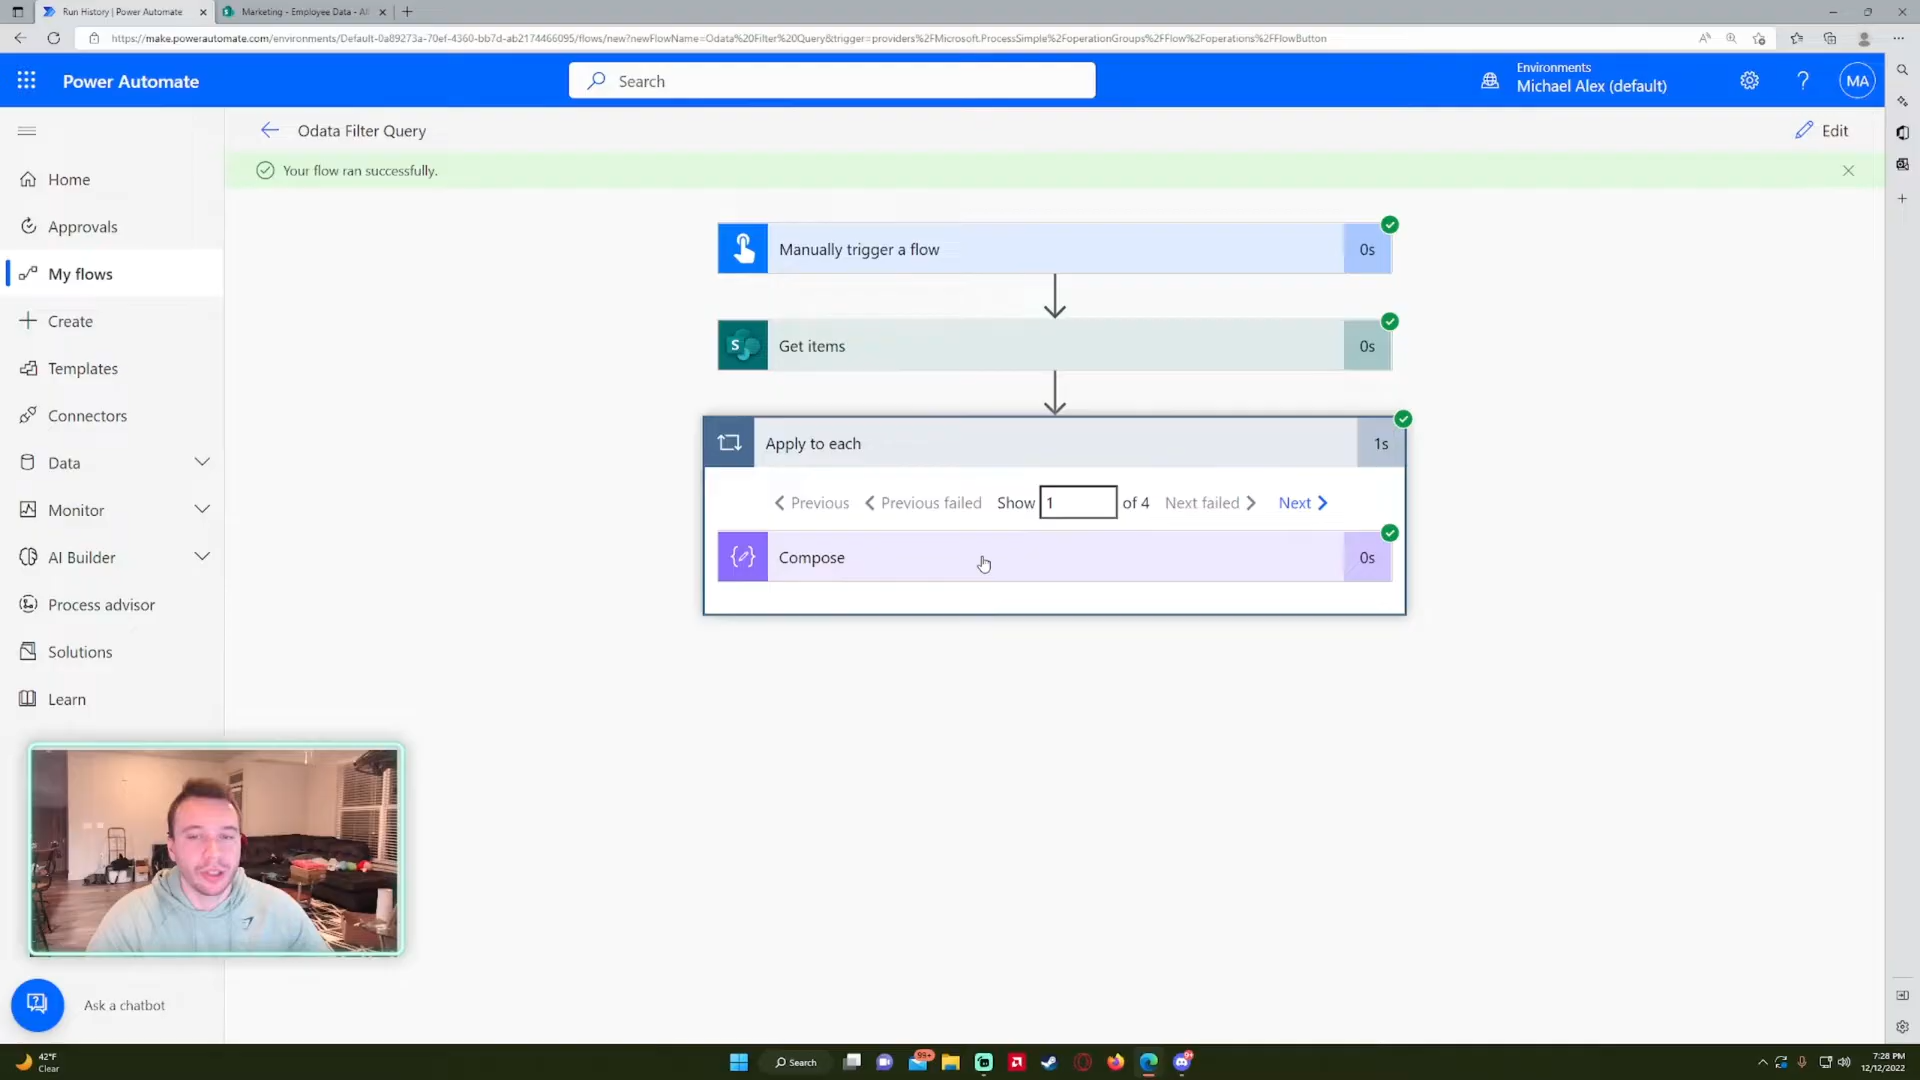 Run History | Power Automate
Marketing - Employee Data - All
https://make.powerautomate.com/environments/Default-0a89273a-70ef-4360-bb7d-ab2174466095/flows/new?newFlowName=Odata%20Filter%20Query&trigger=providers%2FMicrosoft.ProcessSimple%2FoperationGroups%2FFlow%2Foperations%2FFlowButton
Power Automate
Search
Environments
Michael Alex (default)
MA
Odata Filter Query
Edit
Your flow ran successfully.
Home
Approvals
My flows
Create
Templates
Connectors
Data
Monitor
AI Builder
Process advisor
Solutions
Learn
Ask a chatbot
Manually trigger a flow
0s
Get items
0s
Apply to each
1s
Previous
Previous failed
Show
1
of 4
Next failed
Next
Compose
0s
42°F
Clear
Search
99+
7:28 PM
12/12/2022